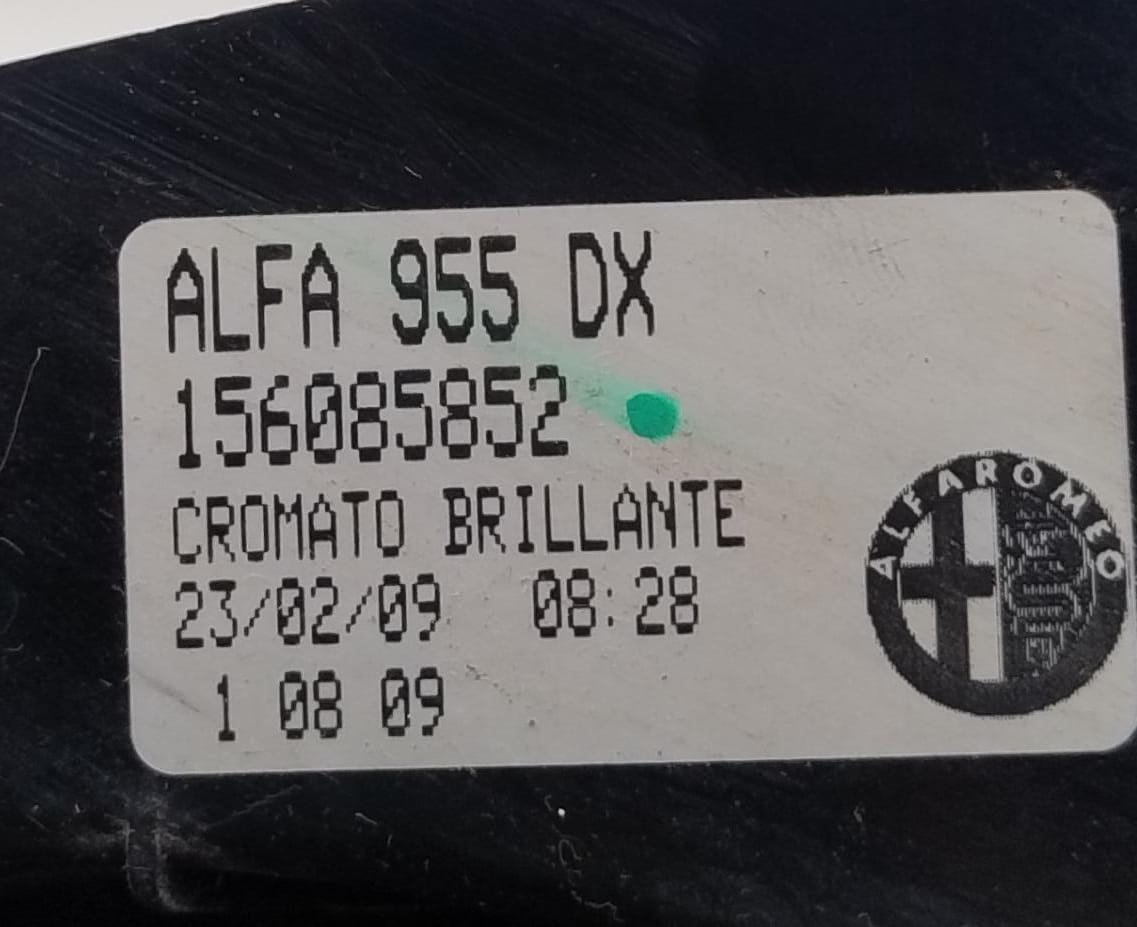 ALFA 955 DX
156085852
CROMATO BRILLANTE
23/02/09 08:28
1 08 09
ALFA ROMEO